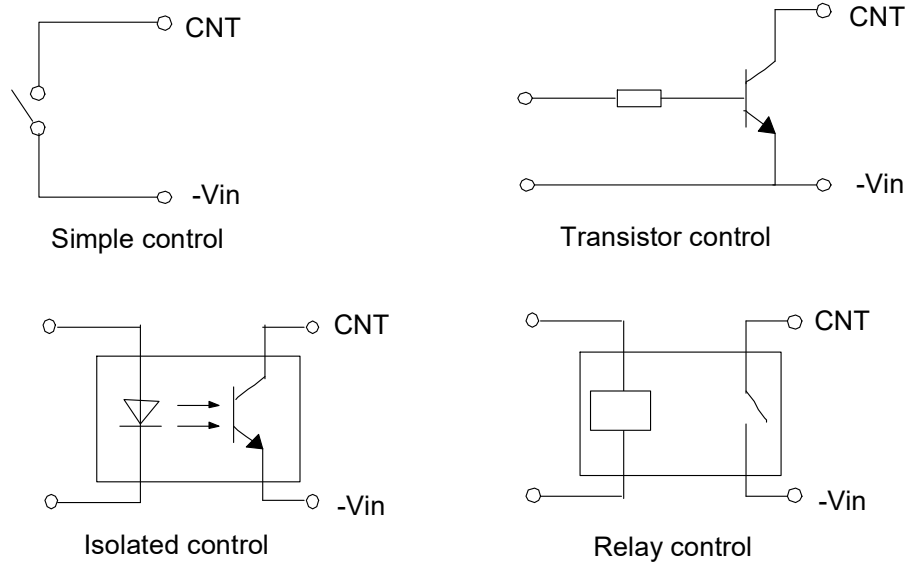 CNT
-Vin
Simple control
CNT
-Vin
Transistor control
CNT
-Vin
Isolated control
CNT
-Vin
Relay control